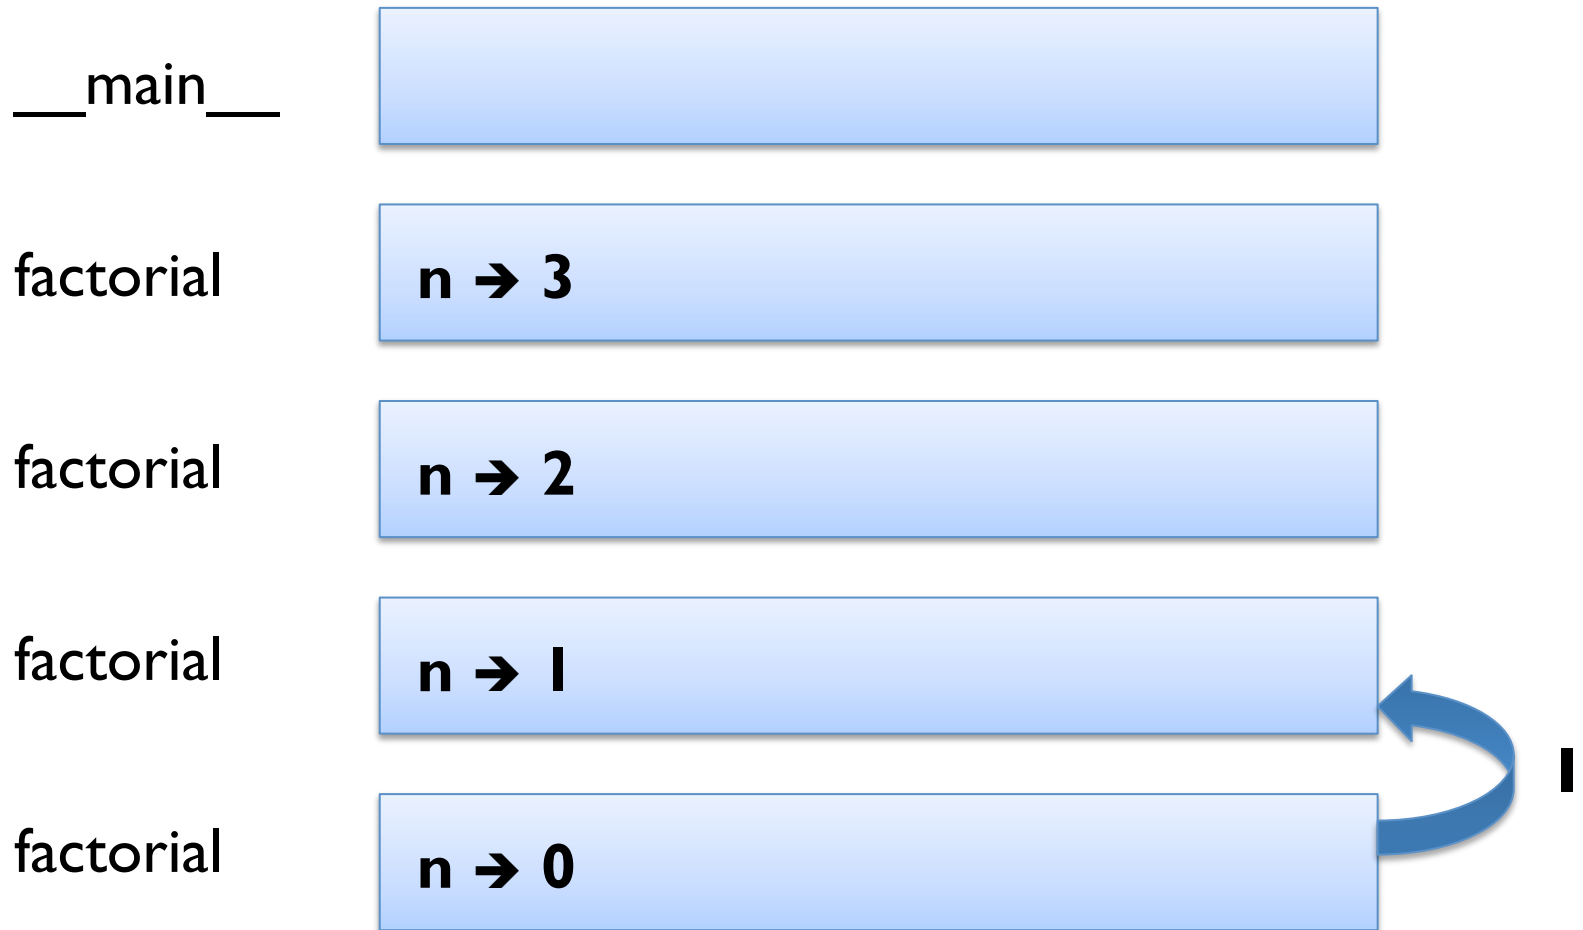 __main__
factorial n ➔ 3
factorial n ➔ 2
factorial n ➔ 1
1
factorial n ➔ 0